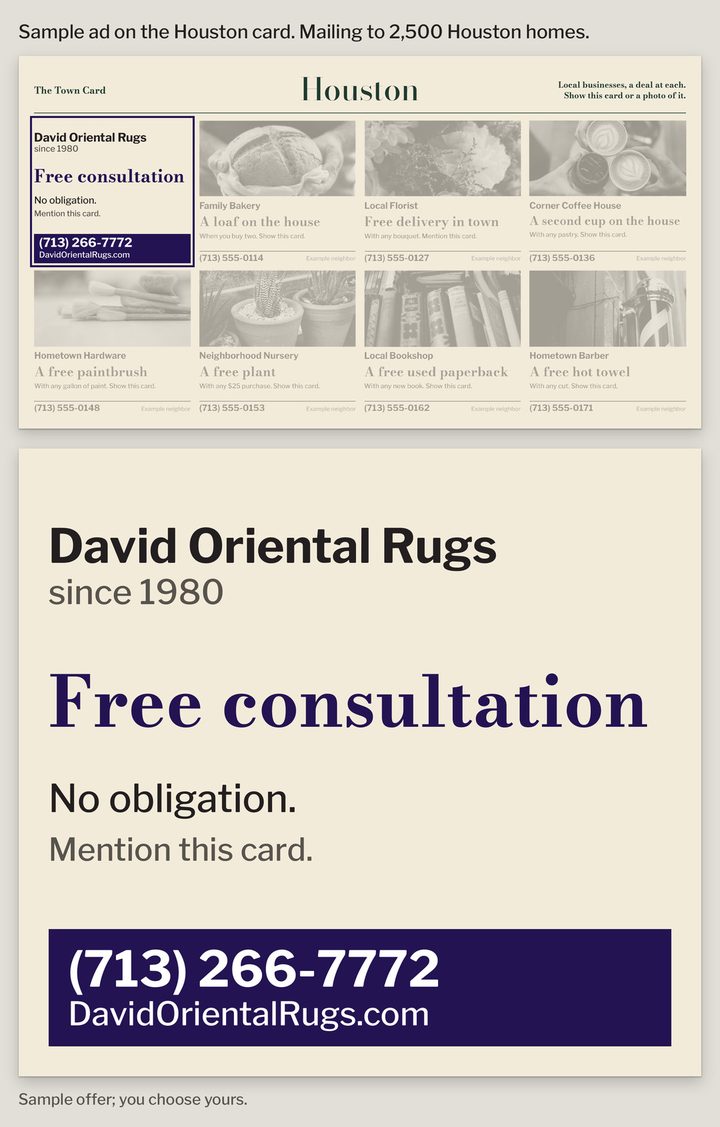 Sample ad on the Houston card. Mailing to 2,500 Houston homes.
The Town Card
Houston
Local businesses, a deal at each.
Show this card or a photo of it.
David Oriental Rugs
since 1980
Free consultation
No obligation.
Mention this card.
(713) 266-7772
DavidOrientalRugs.com
Family Bakery
A loaf on the house
When you buy two. Show this card.
(713) 555-0114
Example neighbor
Local Florist
Free delivery in town
With any bouquet. Mention this card.
(713) 555-0127
Example neighbor
Corner Coffee House
A second cup on the house
With any pastry. Show this card.
(713) 555-0136
Example neighbor
Hometown Hardware
A free paintbrush
With any gallon of paint. Show this card.
(713) 555-0148
Example neighbor
Neighborhood Nursery
A free plant
With any $25 purchase. Show this card.
(713) 555-0153
Example neighbor
Local Bookshop
A free used paperback
With any new book. Show this card.
(713) 555-0162
Example neighbor
Hometown Barber
A free hot towel
With any cut. Show this card.
(713) 555-0171
Example neighbor
David Oriental Rugs
since 1980
Free consultation
No obligation.
Mention this card.
(713) 266-7772
DavidOrientalRugs.com
Sample offer; you choose yours.